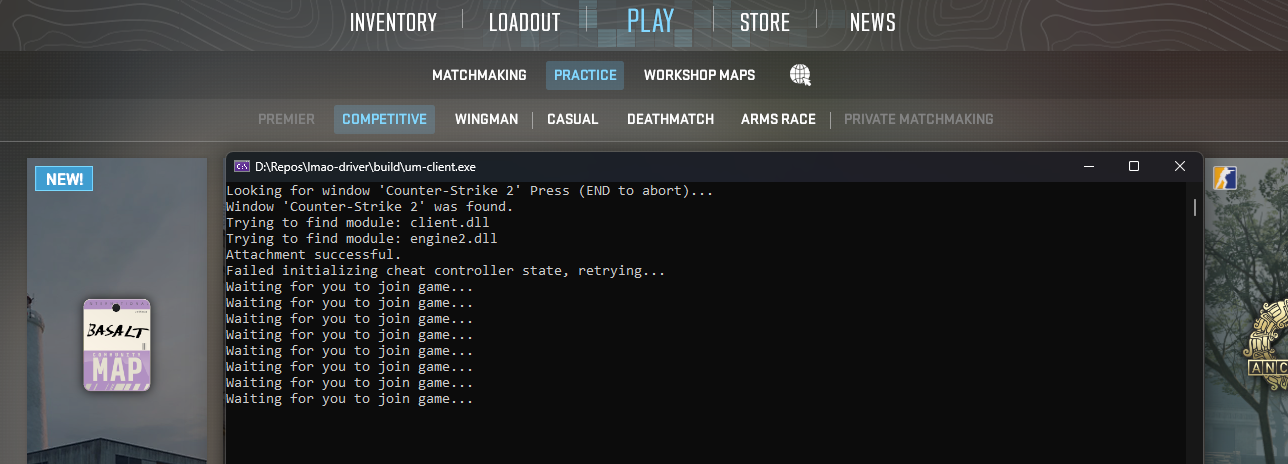 INVENTORY LOADOUT PLAY STORE NEWS
MATCHMAKING PRACTICE WORKSHOP MAPS
PREMIER COMPETITIVE WINGMAN CASUAL DEATHMATCH ARMS RACE PRIVATE MATCHMAKING
NEW!
BASALT
COMMUNITY
MAP
D:\Repos\lmao-driver\build\um-client.exe
Looking for window 'Counter-Strike 2' Press (END to abort)...
Window 'Counter-Strike 2' was found.
Trying to find module: client.dll
Trying to find module: engine2.dll
Attachment successful.
Failed initializing cheat controller state, retrying...
Waiting for you to join game...
Waiting for you to join game...
Waiting for you to join game...
Waiting for you to join game...
Waiting for you to join game...
Waiting for you to join game...
Waiting for you to join game...
Waiting for you to join game...
ANC